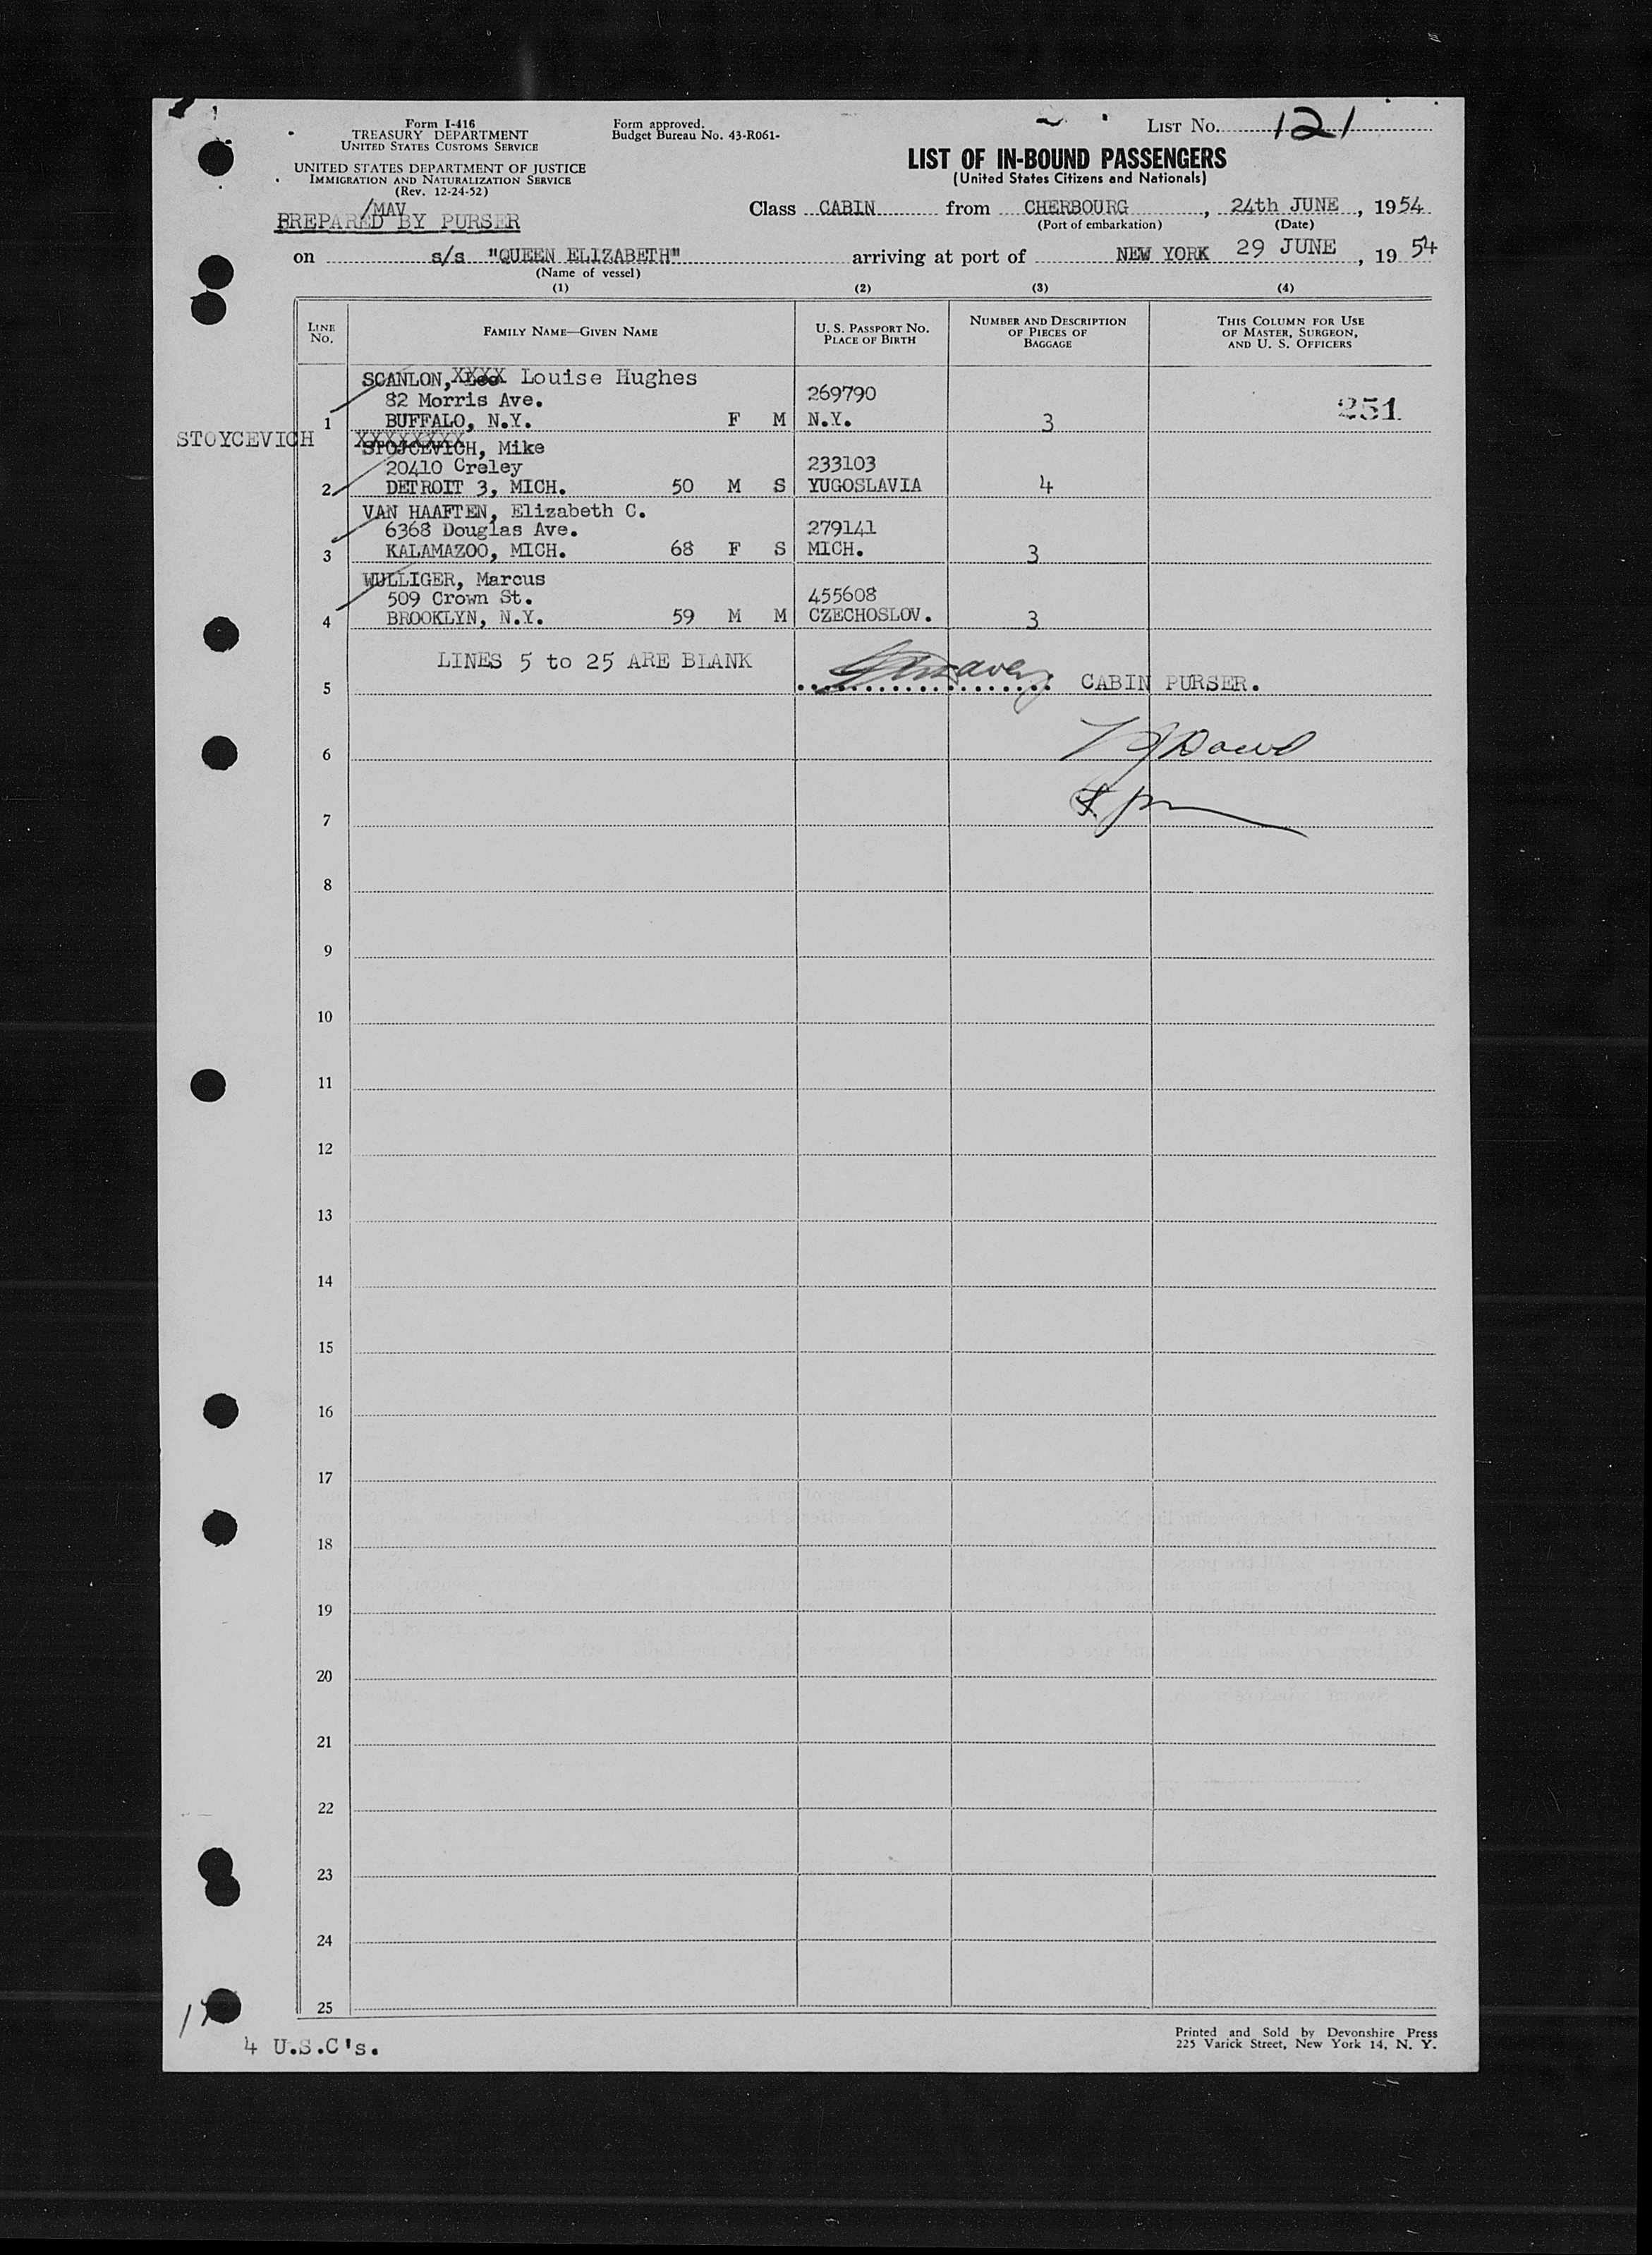 Form I-416
TREASURY DEPARTMENT
UNITED STATES CUSTOMS SERVICE
UNITED STATES DEPARTMENT OF JUSTICE
IMMIGRATION AND NATURALIZATION SERVICE
(Rev. 12-24-52)
/MAV
PREPARED BY PURSER
Form approved.
Budget Bureau No. 43-R061-
LIST No. 121
LIST OF IN-BOUND PASSENGERS
(United States Citizens and Nationals)
Class CABIN from CHERBOURG, 24th JUNE, 1954
(Port of embarkation) (Date)
on s/s "QUEEN ELIZABETH" arriving at port of NEW YORK 29 JUNE, 1954
(Name of vessel)
(1) (2) (3) (4)
LINE No. FAMILY NAME—GIVEN NAME U. S. PASSPORT No. PLACE OF BIRTH NUMBER AND DESCRIPTION OF PIECES OF BAGGAGE THIS COLUMN FOR USE OF MASTER, SURGEON, AND U. S. OFFICERS
SCANLON, XXXX Louise Hughes
82 Morris Ave. 269790
1 BUFFALO, N.Y. F M N.Y. 3 251
STOYCEVICH XXXXXXXX
STOJCEVICH, Mike
20410 Creley 233103
2 DETROIT 3, MICH. 50 M S YUGOSLAVIA 4
VAN HAAFTEN, Elizabeth C.
6368 Douglas Ave. 279141
3 KALAMAZOO, MICH. 68 F S MICH. 3
WULLIGER, Marcus
509 Crown St. 455608
4 BROOKLYN, N.Y. 59 M M CZECHOSLOV. 3
LINES 5 to 25 ARE BLANK
5 CABIN PURSER.
6
7
8
9
10
11
12
13
14
15
16
17
18
19
20
21
22
23
24
25
4 U.S.C's.
Printed and Sold by Devonshire Press
225 Varick Street, New York 14, N. Y.